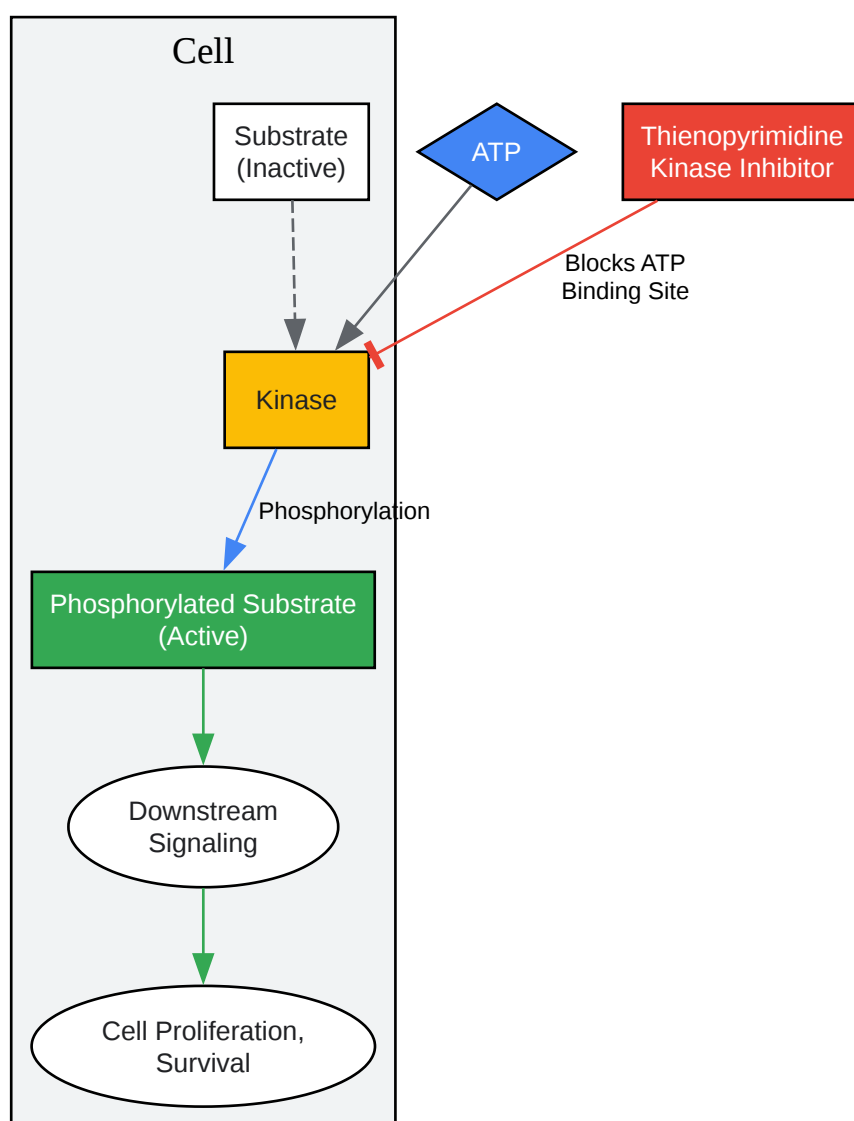 Cell
Substrate
(Inactive)
ATP
Thienopyrimidine
Kinase Inhibitor
Blocks ATP
Binding Site
Kinase
Phosphorylation
Phosphorylated Substrate
(Active)
Downstream
Signaling
Cell Proliferation,
Survival